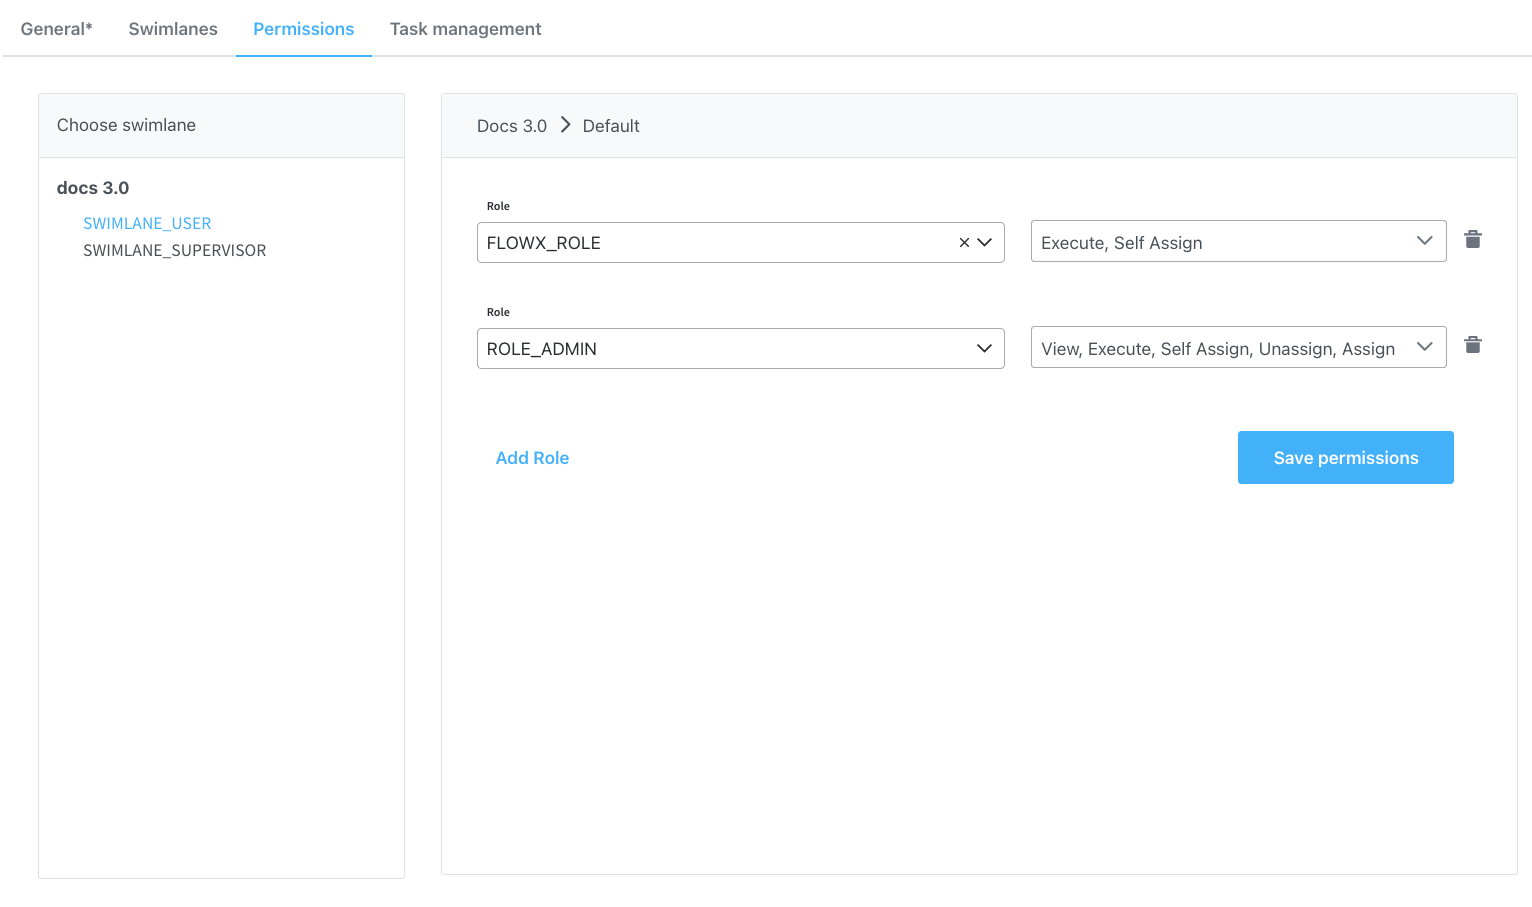 General* Swimlanes Permissions Task management
Choose swimlane
docs 3.0
SWIMLANE_USER
SWIMLANE_SUPERVISOR
Docs 3.0 > Default
Role
FLOWX_ROLE
Execute, Self Assign
Role
ROLE_ADMIN
View, Execute, Self Assign, Unassign, Assign
Add Role
Save permissions